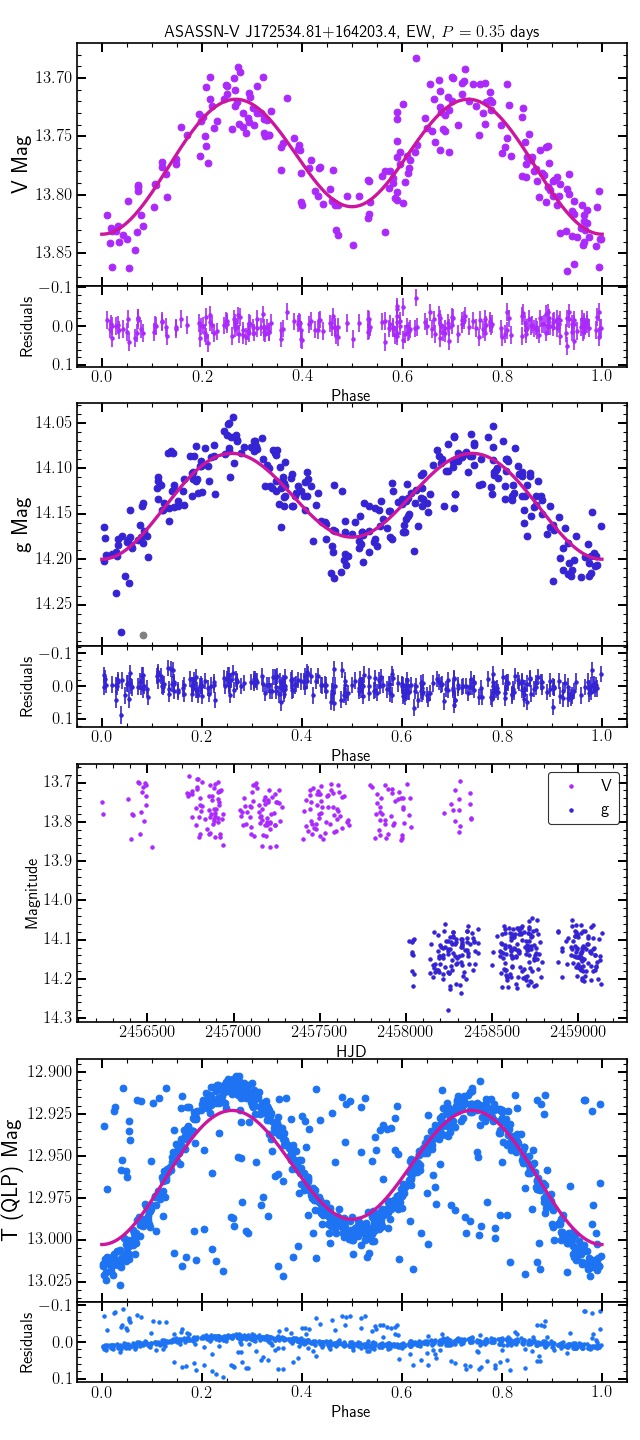 ASASSN-V J172534.81+164203.4, EW, P = 0.35 days
13.70
13.75
13.80
13.85
V Mag
−0.1
0.0
0.1
Residuals
0.0 0.2 0.4 0.6 0.8 1.0
Phase
14.05
14.10
14.15
14.20
14.25
g Mag
−0.1
0.0
0.1
Residuals
0.0 0.2 0.4 0.6 0.8 1.0
Phase
13.7
13.8
13.9
14.0
14.1
14.2
14.3
Magnitude
V
g
2456500 2457000 2457500 2458000 2458500 2459000
HJD
12.900
12.925
12.950
12.975
13.000
13.025
T (QLP) Mag
−0.1
0.0
0.1
Residuals
0.0 0.2 0.4 0.6 0.8 1.0
Phase